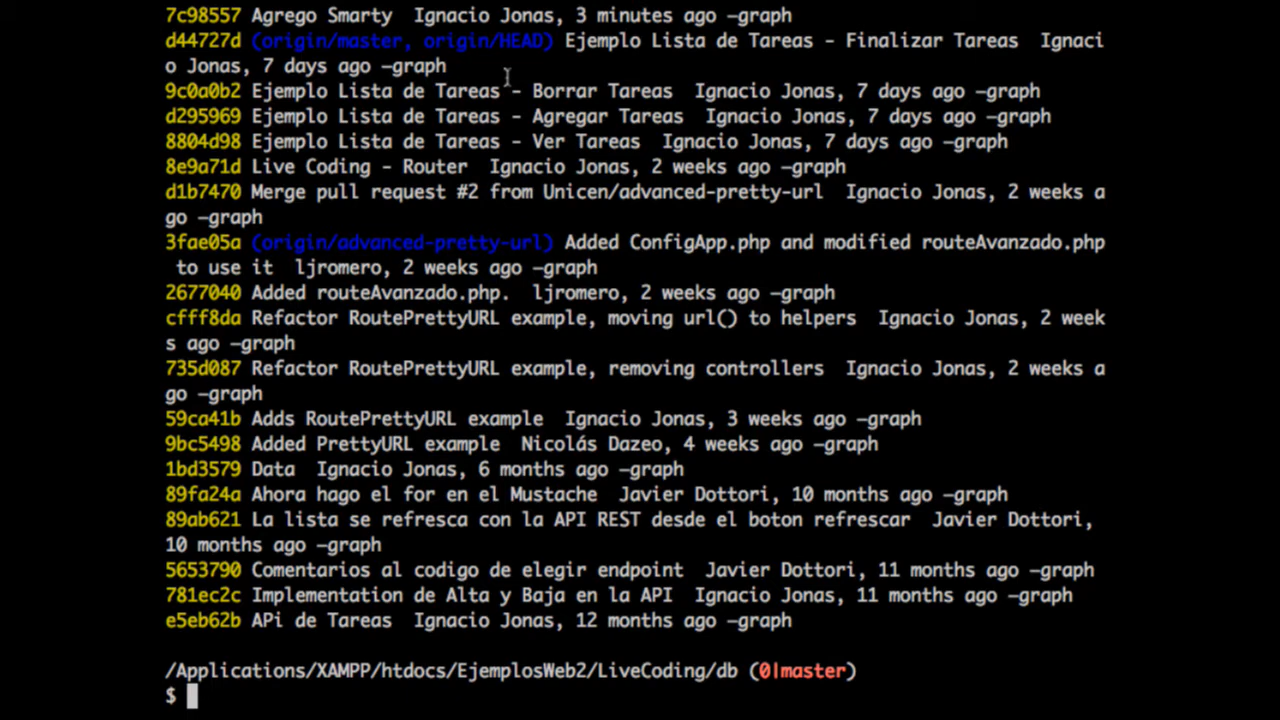 7c98557 Agrego Smarty  Ignacio Jonas, 3 minutes ago —graph
d44727d (origin/master, origin/HEAD) Ejemplo Lista de Tareas - Finalizar Tareas  Ignaci
o Jonas, 7 days ago —graph
9c0a0b2 Ejemplo Lista de Tareas - Borrar Tareas  Ignacio Jonas, 7 days ago —graph
d295969 Ejemplo Lista de Tareas - Agregar Tareas  Ignacio Jonas, 7 days ago —graph
8804d98 Ejemplo Lista de Tareas - Ver Tareas  Ignacio Jonas, 7 days ago —graph
8e9a71d Live Coding - Router  Ignacio Jonas, 2 weeks ago —graph
d1b7470 Merge pull request #2 from Unicen/advanced-pretty-url  Ignacio Jonas, 2 weeks a
go —graph
3fae05a (origin/advanced-pretty-url) Added ConfigApp.php and modified routeAvanzado.php
 to use it  ljromero, 2 weeks ago —graph
2677040 Added routeAvanzado.php.  ljromero, 2 weeks ago —graph
cfff8da Refactor RoutePrettyURL example, moving url() to helpers  Ignacio Jonas, 2 week
s ago —graph
735d087 Refactor RoutePrettyURL example, removing controllers  Ignacio Jonas, 2 weeks a
go —graph
59ca41b Adds RoutePrettyURL example  Ignacio Jonas, 3 weeks ago —graph
9bc5498 Added PrettyURL example  Nicolás Dazeo, 4 weeks ago —graph
1bd3579 Data  Ignacio Jonas, 6 months ago —graph
89fa24a Ahora hago el for en el Mustache  Javier Dottori, 10 months ago —graph
89ab621 La lista se refresca con la API REST desde el boton refrescar  Javier Dottori,
10 months ago —graph
5653790 Comentarios al codigo de elegir endpoint  Javier Dottori, 11 months ago —graph
781ec2c Implementation de Alta y Baja en la API  Ignacio Jonas, 11 months ago —graph
e5eb62b APi de Tareas  Ignacio Jonas, 12 months ago —graph
/Applications/XAMPP/htdocs/EjemplosWeb2/LiveCoding/db (0|master)
$